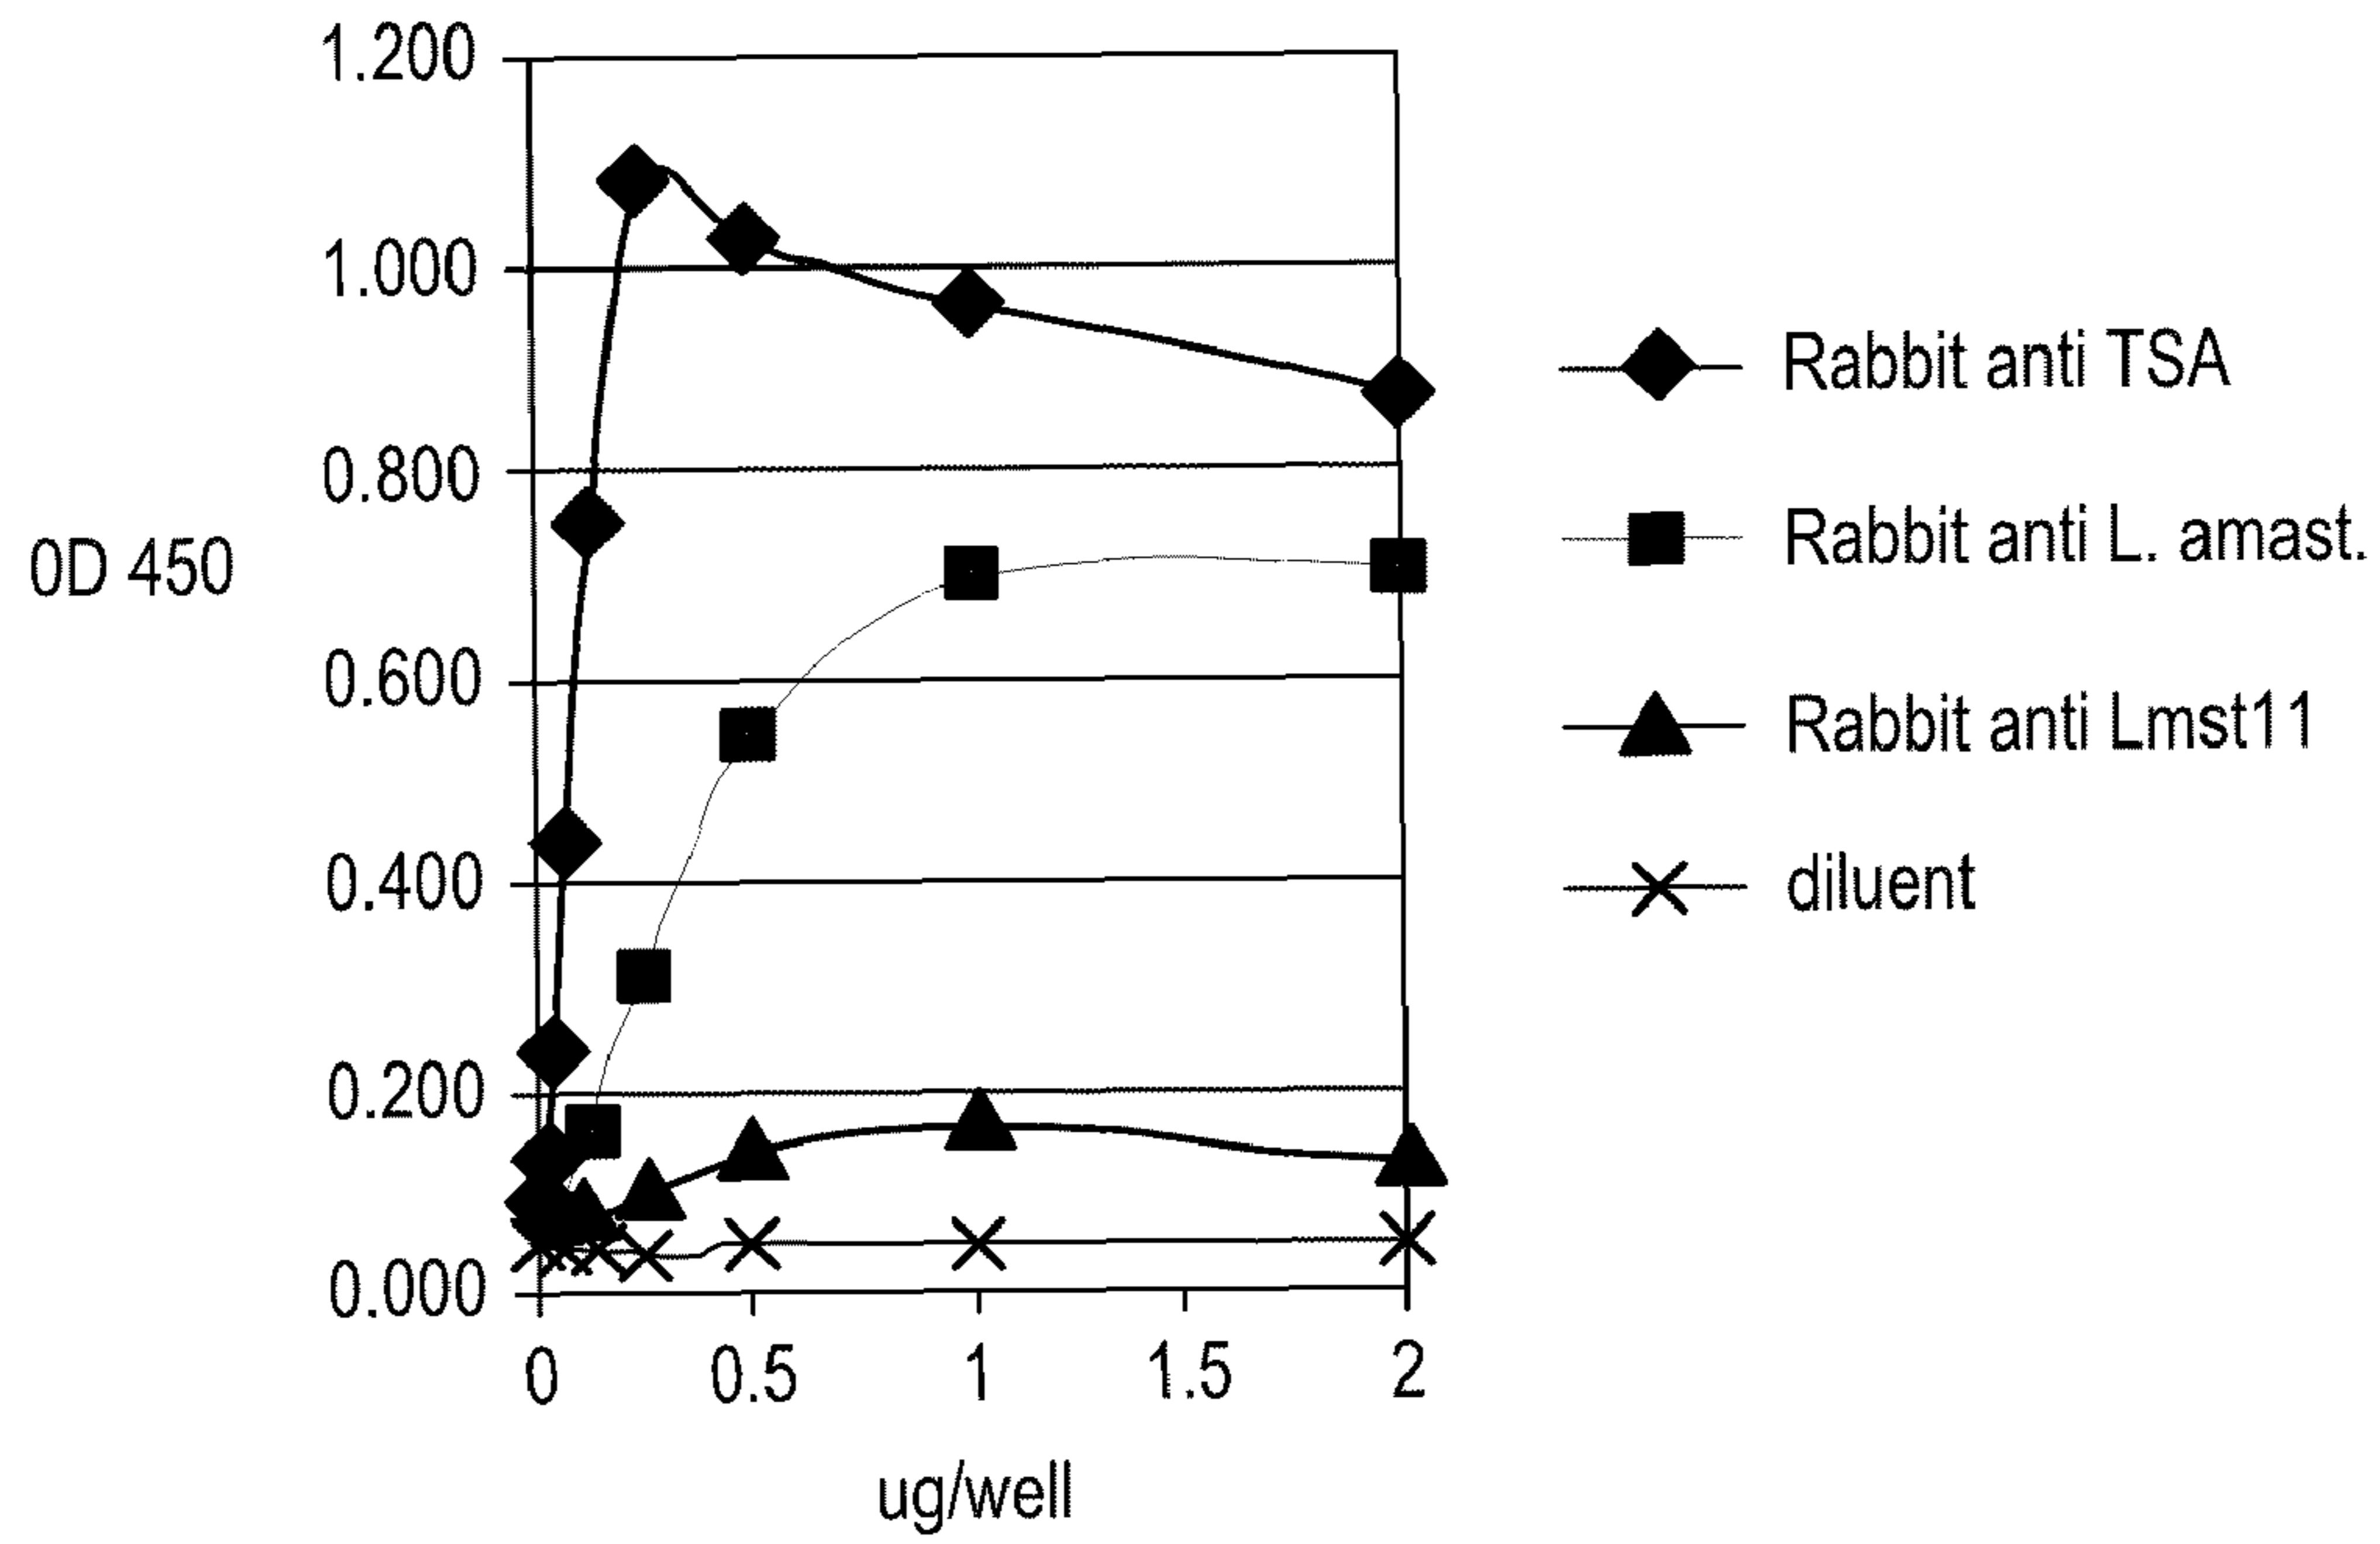 1.200
1.000
0.800
0.600
0.400
0.200
0.000
0D 450
0 0.5 1 1.5 2
ug/well
Rabbit anti TSA
Rabbit anti L. amast.
Rabbit anti Lmst11
diluent